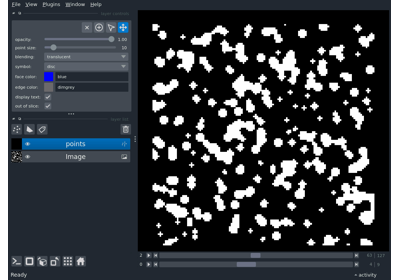 File View Plugins Window Help
opacity: 1.00
point size: 10
blending: translucent
symbol: disc
face color: blue
edge color: dimgrey
display text: ✓
out of slice: ✓
points
Image
Ready
activity